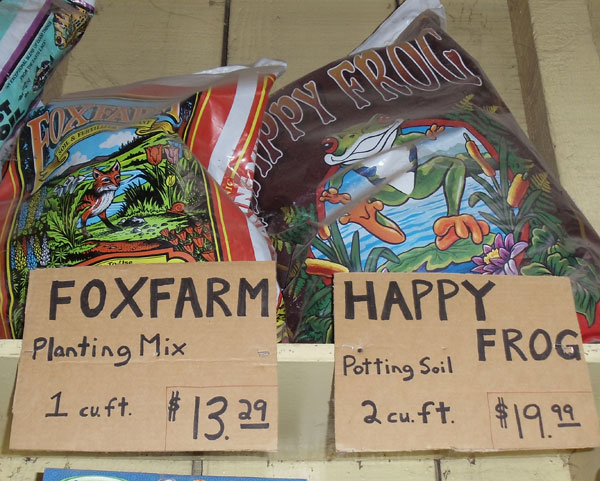 FOXFARM
HAPPY FROG
FOXFARM
Planting Mix
1 cu.ft. $13.29
HAPPY
FROG
Potting Soil
2 cu.ft. $19.99